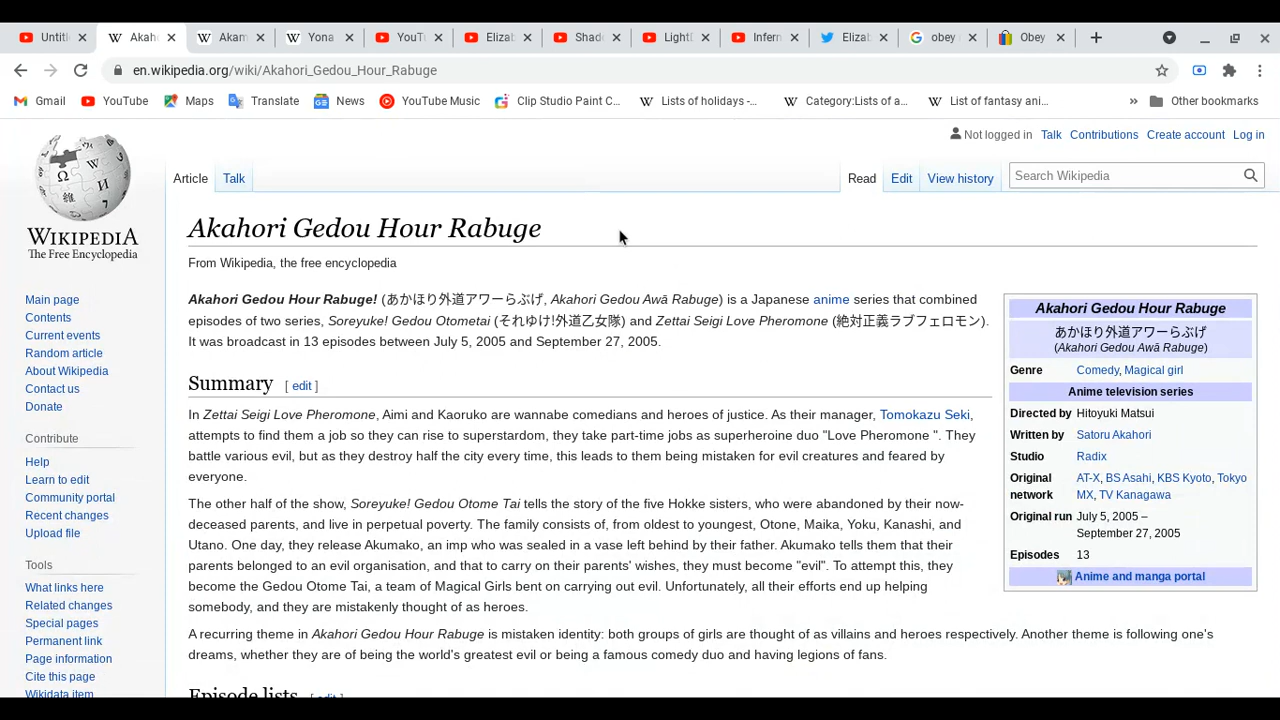 Untitl
Akaho
Akam
Yona
YouTu
Elizab
Shade
LightD
Infern
Elizab
obey a
Obey
en.wikipedia.org/wiki/Akahori_Gedou_Hour_Rabuge
Gmail YouTube Maps Translate News YouTube Music Clip Studio Paint C... Lists of holidays -... Category:Lists of a... List of fantasy ani... » Other bookmarks
Not logged in Talk Contributions Create account Log in
Article Talk Read Edit View history Search Wikipedia
WIKIPEDIA
The Free Encyclopedia
Main page
Contents
Current events
Random article
About Wikipedia
Contact us
Donate
Contribute
Help
Learn to edit
Community portal
Recent changes
Upload file
Tools
What links here
Related changes
Special pages
Permanent link
Page information
Cite this page
Wikidata item
Akahori Gedou Hour Rabuge
From Wikipedia, the free encyclopedia
Akahori Gedou Hour Rabuge! (あかほり外道アワーらぶげ, Akahori Gedou Awā Rabuge) is a Japanese anime series that combined
episodes of two series, Soreyuke! Gedou Otometai (それゆけ!外道乙女隊) and Zettai Seigi Love Pheromone (絶対正義ラブフェロモン).
It was broadcast in 13 episodes between July 5, 2005 and September 27, 2005.
Summary [ edit ]
In Zettai Seigi Love Pheromone, Aimi and Kaoruko are wannabe comedians and heroes of justice. As their manager, Tomokazu Seki,
attempts to find them a job so they can rise to superstardom, they take part-time jobs as superheroine duo "Love Pheromone ". They
battle various evil, but as they destroy half the city every time, this leads to them being mistaken for evil creatures and feared by
everyone.
The other half of the show, Soreyuke! Gedou Otome Tai tells the story of the five Hokke sisters, who were abandoned by their now-
deceased parents, and live in perpetual poverty. The family consists of, from oldest to youngest, Otone, Maika, Yoku, Kanashi, and
Utano. One day, they release Akumako, an imp who was sealed in a vase left behind by their father. Akumako tells them that their
parents belonged to an evil organisation, and that to carry on their parents' wishes, they must become "evil". To attempt this, they
become the Gedou Otome Tai, a team of Magical Girls bent on carrying out evil. Unfortunately, all their efforts end up helping
somebody, and they are mistakenly thought of as heroes.
A recurring theme in Akahori Gedou Hour Rabuge is mistaken identity: both groups of girls are thought of as villains and heroes respectively. Another theme is following one's
dreams, whether they are of being the world's greatest evil or being a famous comedy duo and having legions of fans.
Episode lists [ edit ]
Akahori Gedou Hour Rabuge
あかほり外道アワーらぶげ
(Akahori Gedou Awā Rabuge)
Genre Comedy, Magical girl
Anime television series
Directed by Hitoyuki Matsui
Written by Satoru Akahori
Studio Radix
Original network AT-X, BS Asahi, KBS Kyoto, Tokyo MX, TV Kanagawa
Original run July 5, 2005 –
September 27, 2005
Episodes 13
Anime and manga portal